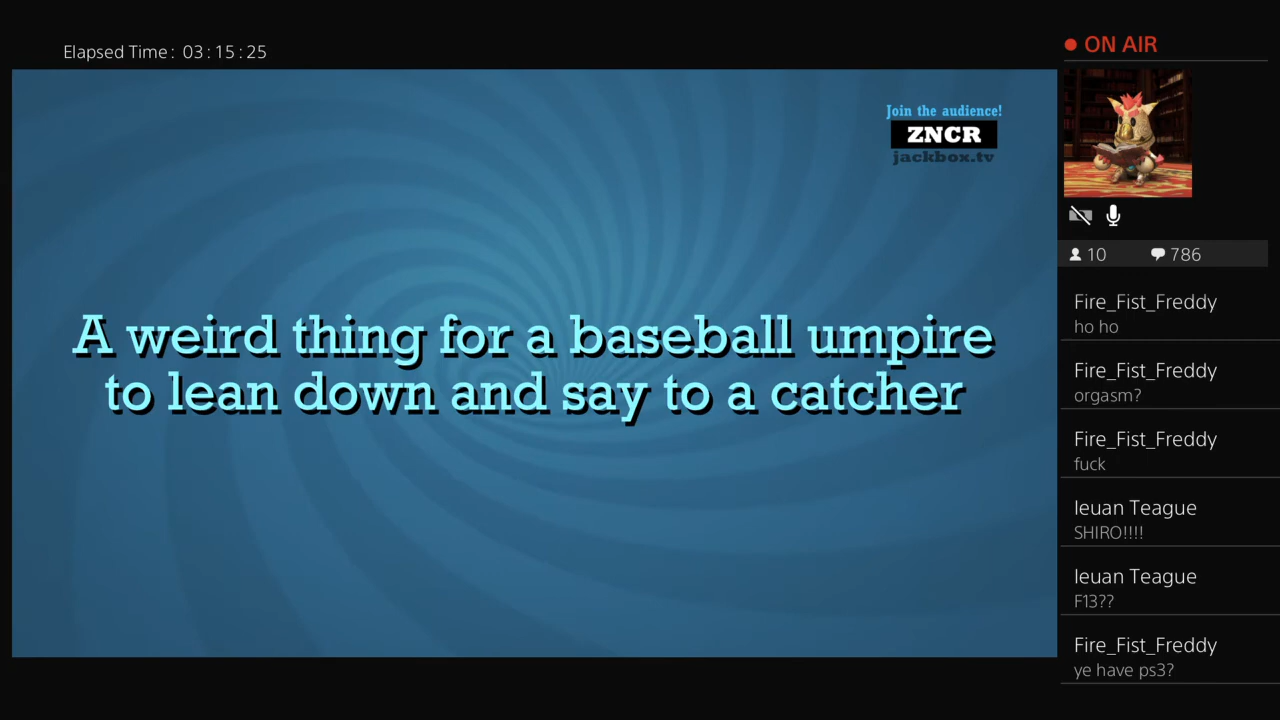 Elapsed Time: 03:15:25
ON AIR
Join the audience!
ZNCR
jackbox.tv
A weird thing for a baseball umpire
to lean down and say to a catcher
10 786
Fire_Fist_Freddy
ho ho
Fire_Fist_Freddy
orgasm?
Fire_Fist_Freddy
fuck
Ieuan Teague
SHIRO!!!!
Ieuan Teague
F13??
Fire_Fist_Freddy
ye have ps3?